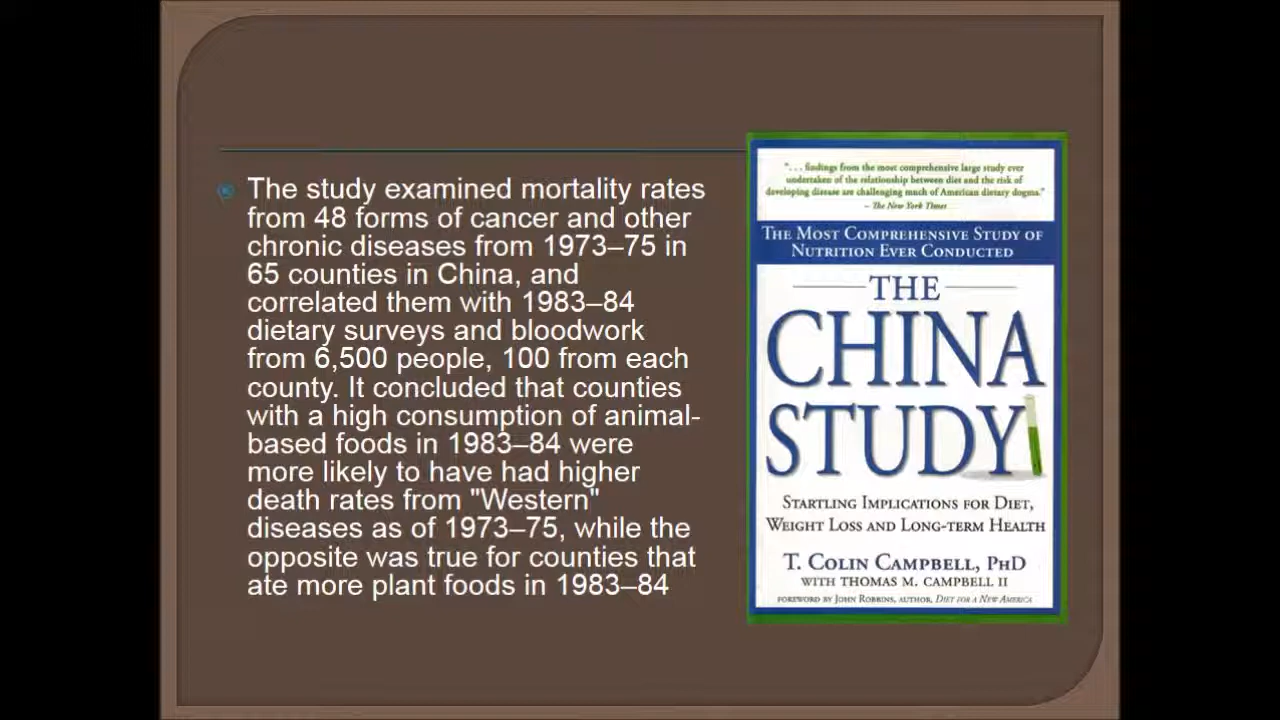 The study examined mortality rates
from 48 forms of cancer and other
chronic diseases from 1973–75 in
65 counties in China, and
correlated them with 1983–84
dietary surveys and bloodwork
from 6,500 people, 100 from each
county. It concluded that counties
with a high consumption of animal-
based foods in 1983–84 were
more likely to have had higher
death rates from "Western"
diseases as of 1973–75, while the
opposite was true for counties that
ate more plant foods in 1983–84
". . . findings from the most comprehensive large study ever
undertaken of the relationship between diet and the risk of
developing disease are challenging much of American dietary dogma."
– The New York Times
The Most Comprehensive Study of
Nutrition Ever Conducted
THE
CHINA
STUDY
Startling Implications for Diet,
Weight Loss and Long-term Health
T. Colin Campbell, PhD
with Thomas M. Campbell II
Foreword by John Robbins, author, Diet for a New America